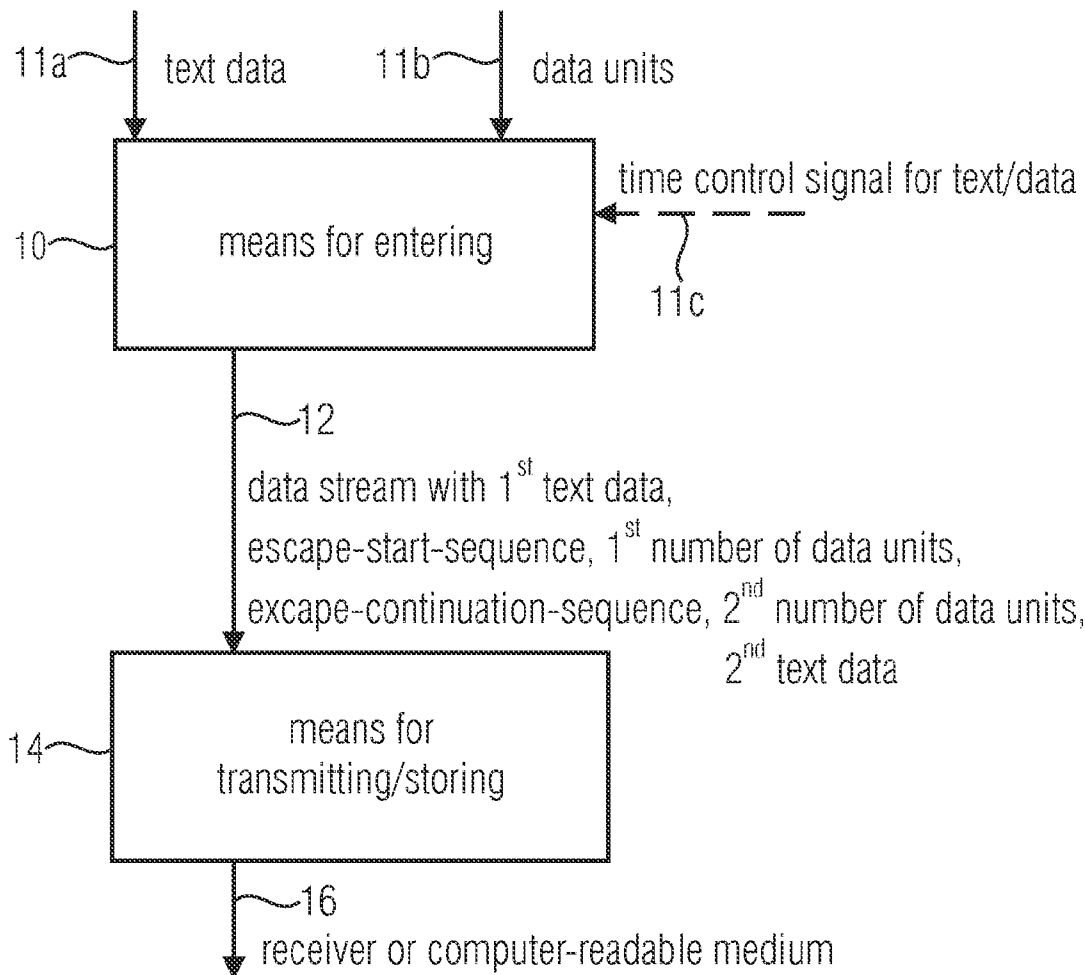 11a text data 11b data units
time control signal for text/data
10 means for entering
11c
12
data stream with 1st text data,
escape-start-sequence, 1st number of data units,
excape-continuation-sequence, 2nd number of data units,
2nd text data
means for
14 transmitting/storing
16
receiver or computer-readable medium